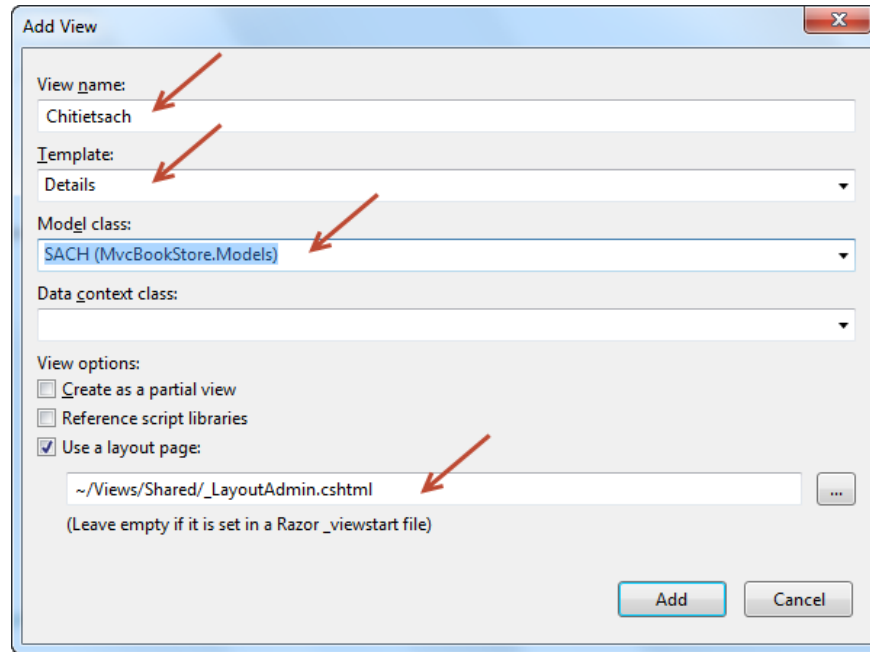 Add View
View name:
Chitietsach
Template:
Details
Model class:
SACH (MvcBookStore.Models)
Data context class:
View options:
Create as a partial view
Reference script libraries
Use a layout page:
~/Views/Shared/_LayoutAdmin.cshtml
...
(Leave empty if it is set in a Razor _viewstart file)
Add Cancel